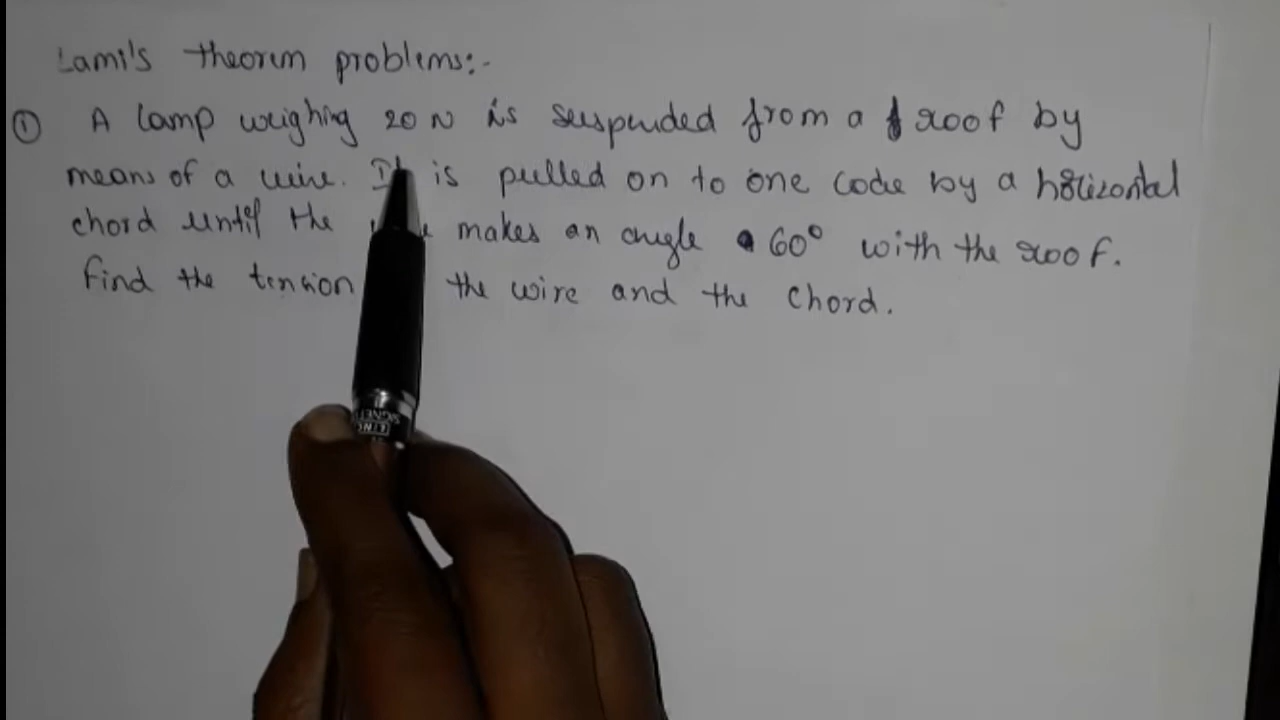 Lami's theorem problems:-
① A lamp weighing 20 N is suspended from a roof by
means of a wire. It is pulled on to one code by a horizontal
chord until the makes an angle 60° with the roof.
Find the tension the wire and the chord.